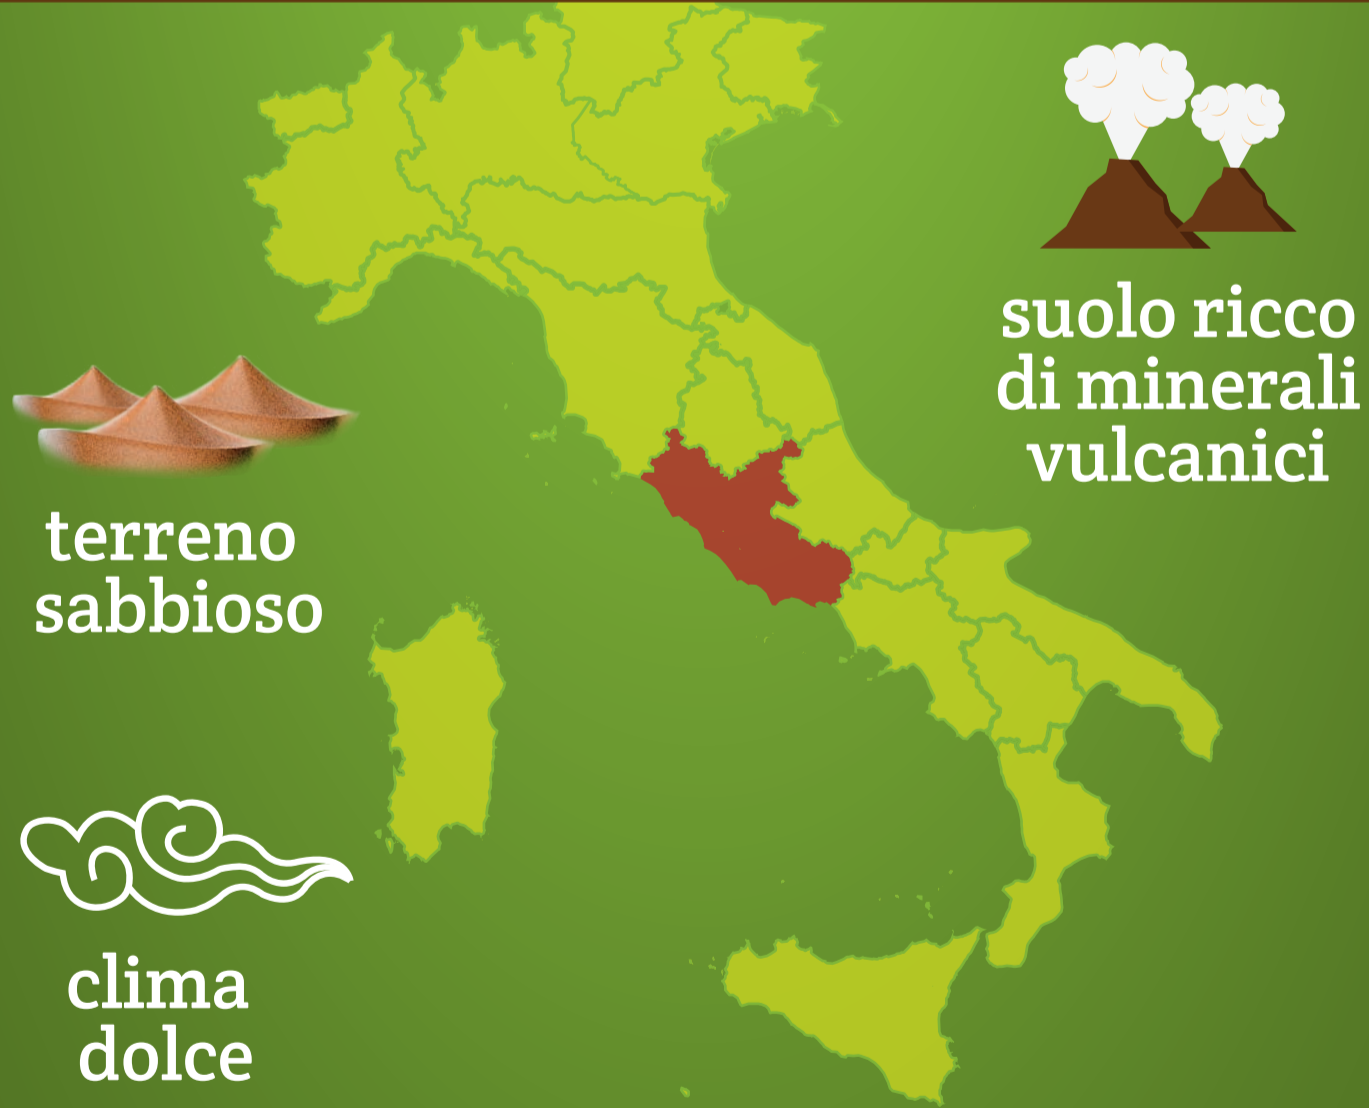 suolo ricco
di minerali
vulcanici
terreno
sabbioso
clima
dolce